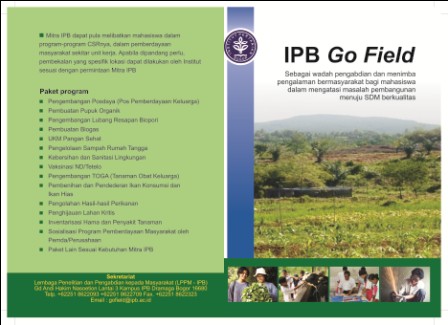 Mitra IPB dapat pula melibatkan mahasiswa dalam
program-program CSRnya, dalam pemberdayaan
masyarakat sekitar unit kerja. Apabila dipandang perlu,
pembekalan yang spesifik lokasi dapat dilakukan oleh Institut
sesuai dengan permintaan Mitra IPB
Paket program
Pengembangan Posdaya (Pos Pemberdayaan Keluarga)
Pembuatan Pupuk Organik
Pengembangan Lubang Resapan Biopori
Pembuatan Biogas
UKM Pangan Sehat
Pengelolaan Sampah Rumah Tangga
Kebersihan dan Sanitasi Lingkungan
Vaksinasi ND/Tetelo
Pengembangan TOGA (Tanaman Obat Keluarga)
Pembenihan dan Pendederan Ikan Konsumsi dan
Ikan Hias
Pengolahan Hasil-hasil Perikanan
Penghijauan Lahan Kritis
Inventarisasi Hama dan Penyakit Tanaman
Sosialisasi Program Pemberdayaan Masyarakat oleh
Pemda/Perusahaan
Paket Lain Sesuai Kebutuhan Mitra IPB
Sekretariat
Lembaga Penelitian dan Pengabdian kepada Masyarakat (LPPM - IPB)
Gd Andi Hakim Nasoetion Lantai 3 Kampus IPB Dramaga Bogor 16680
Telp. +62251 8622093 +62251 8622709 Fax. +62251 8622323
Email : gofield@ipb.ac.id
IPB Go Field
Sebagai wadah pengabdian dan menimba
pengalaman bermasyarakat bagi mahasiswa
dalam mengatasi masalah pembangunan
menuju SDM berkualitas